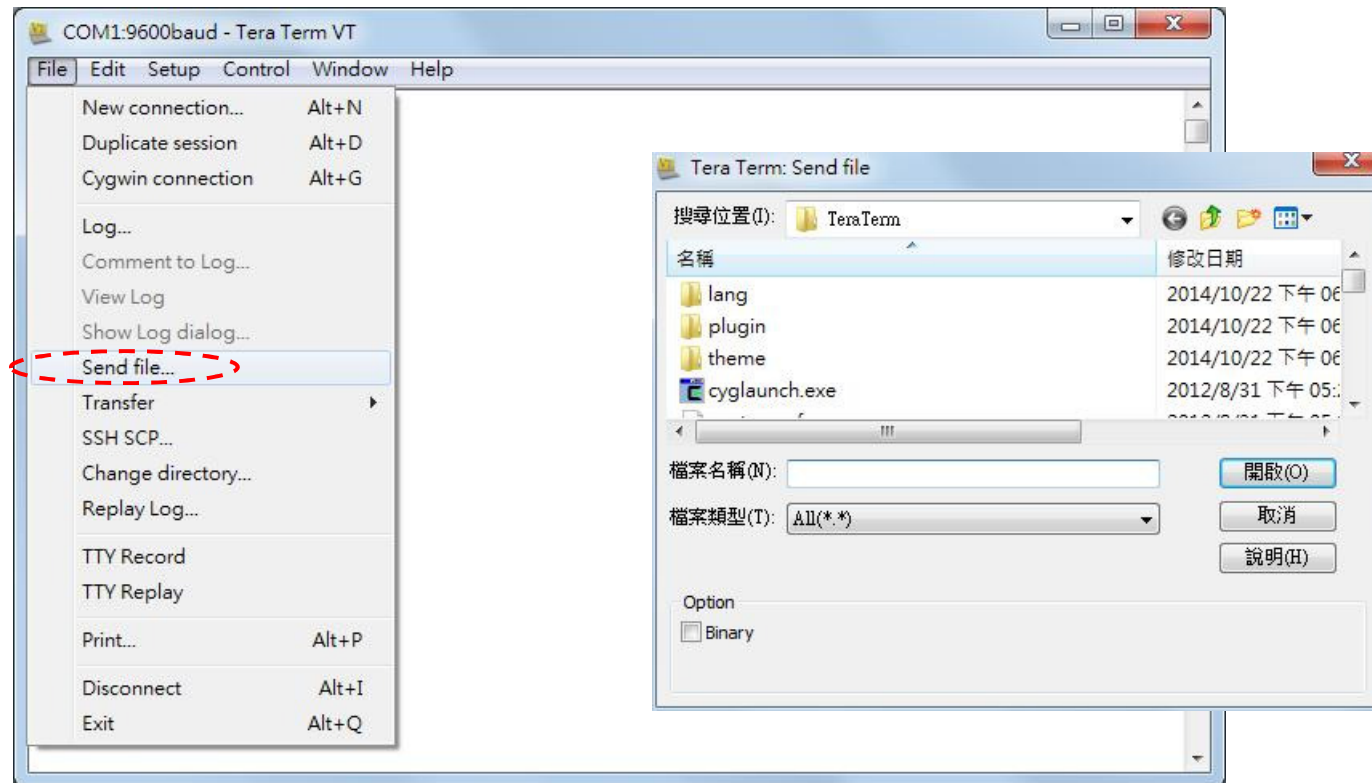 COM1:9600baud - Tera Term VT
File Edit Setup Control Window Help
New connection... Alt+N
Duplicate session Alt+D
Cygwin connection Alt+G
Log...
Comment to Log...
View Log
Show Log dialog...
Send file...
Transfer
SSH SCP...
Change directory...
Replay Log...
TTY Record
TTY Replay
Print... Alt+P
Disconnect Alt+I
Exit Alt+Q
Tera Term: Send file
搜尋位置(I): TeraTerm
名稱 修改日期
lang 2014/10/22 下午 06
plugin 2014/10/22 下午 06
theme 2014/10/22 下午 06
cyglaunch.exe 2012/8/31 下午 05:
檔案名稱(N): 開啟(O)
檔案類型(T): All(*.*) 取消
說明(H)
Option
Binary